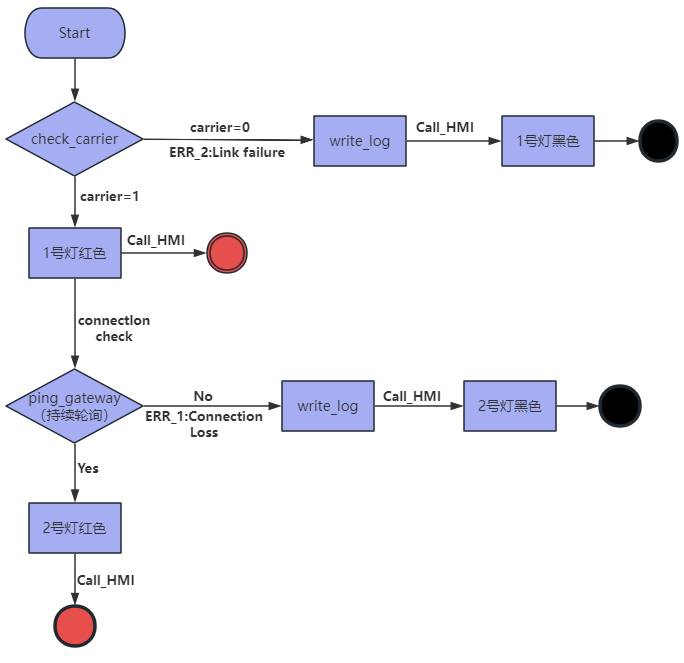 Start
check_carrier
carrier=0
ERR_2:Link failure
write_log
Call_HMI
1号灯黑色
carrier=1
1号灯红色
Call_HMI
connectIon
check
ping_gateway
（持续轮询）
No
ERR_1:Connection
Loss
write_log
Call_HMI
2号灯黑色
Yes
2号灯红色
Call_HMI